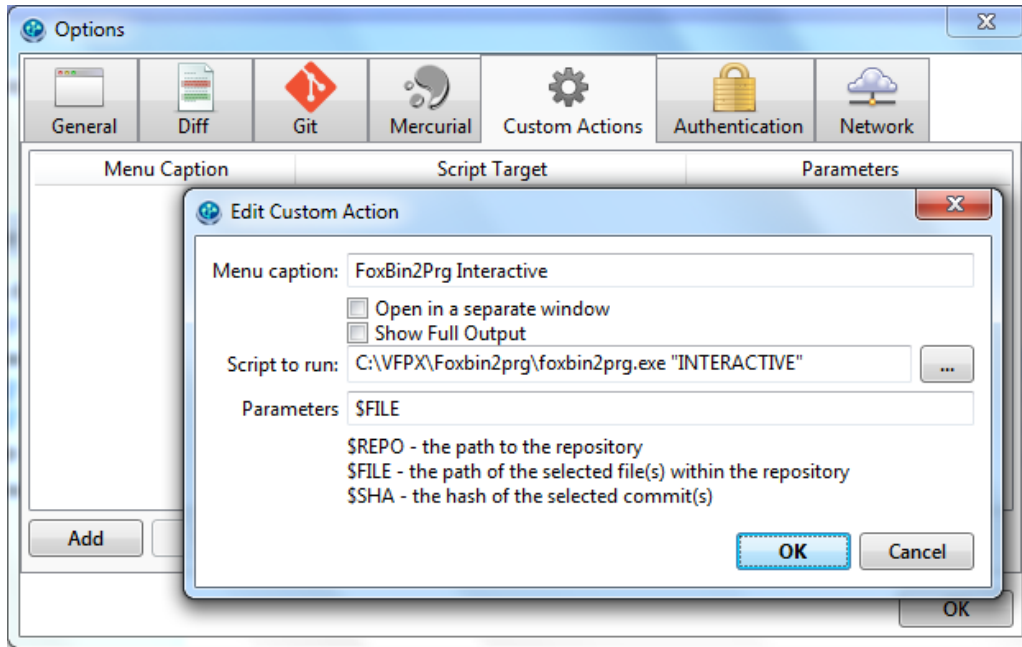 Options
General Diff Git Mercurial Custom Actions Authentication Network
Menu Caption Script Target Parameters
Edit Custom Action
Menu caption: FoxBin2Prg Interactive
Open in a separate window
Show Full Output
Script to run: C:\VFPX\Foxbin2prg\foxbin2prg.exe "INTERACTIVE" ...
Parameters $FILE
$REPO - the path to the repository
$FILE - the path of the selected file(s) within the repository
$SHA - the hash of the selected commit(s)
Add
OK Cancel
OK